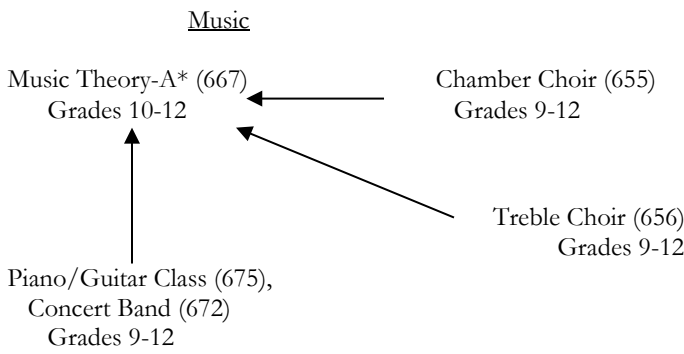 Music
Music Theory-A* (667)
Grades 10-12
Chamber Choir (655)
Grades 9-12
Treble Choir (656)
Grades 9-12
Piano/Guitar Class (675),
Concert Band (672)
Grades 9-12